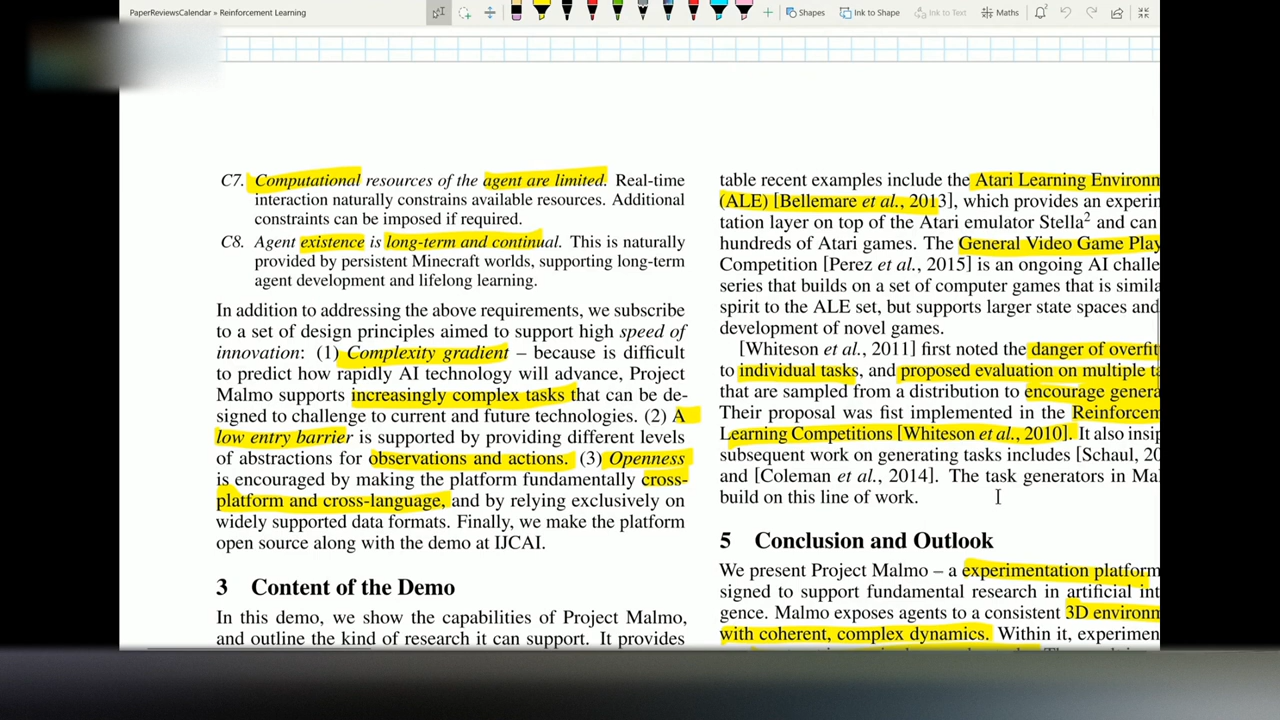 PaperReviewsCalendar » Reinforcement Learning
Shapes
Ink to Shape
Ink to Text
Maths
C7. Computational resources of the agent are limited. Real-time
interaction naturally constrains available resources. Additional
constraints can be imposed if required.
C8. Agent existence is long-term and continual. This is naturally
provided by persistent Minecraft worlds, supporting long-term
agent development and lifelong learning.
In addition to addressing the above requirements, we subscribe
to a set of design principles aimed to support high speed of
innovation: (1) Complexity gradient – because is difficult
to predict how rapidly AI technology will advance, Project
Malmo supports increasingly complex tasks that can be de-
signed to challenge to current and future technologies. (2) A
low entry barrier is supported by providing different levels
of abstractions for observations and actions. (3) Openness
is encouraged by making the platform fundamentally cross-
platform and cross-language, and by relying exclusively on
widely supported data formats. Finally, we make the platform
open source along with the demo at IJCAI.
3 Content of the Demo
In this demo, we show the capabilities of Project Malmo,
and outline the kind of research it can support. It provides
table recent examples include the Atari Learning Environm
(ALE) [Bellemare et al., 2013], which provides an experin
tation layer on top of the Atari emulator Stella2 and can
hundreds of Atari games. The General Video Game Play
Competition [Perez et al., 2015] is an ongoing AI challe
series that builds on a set of computer games that is simila
spirit to the ALE set, but supports larger state spaces and
development of novel games.
[Whiteson et al., 2011] first noted the danger of overfit
to individual tasks, and proposed evaluation on multiple ta
that are sampled from a distribution to encourage genera
Their proposal was fist implemented in the Reinforcem
Learning Competitions [Whiteson et al., 2010]. It also insip
subsequent work on generating tasks includes [Schaul, 20
and [Coleman et al., 2014]. The task generators in Ma
build on this line of work.
5 Conclusion and Outlook
We present Project Malmo – a experimentation platform
signed to support fundamental research in artificial int
gence. Malmo exposes agents to a consistent 3D environm
with coherent, complex dynamics. Within it, experimen